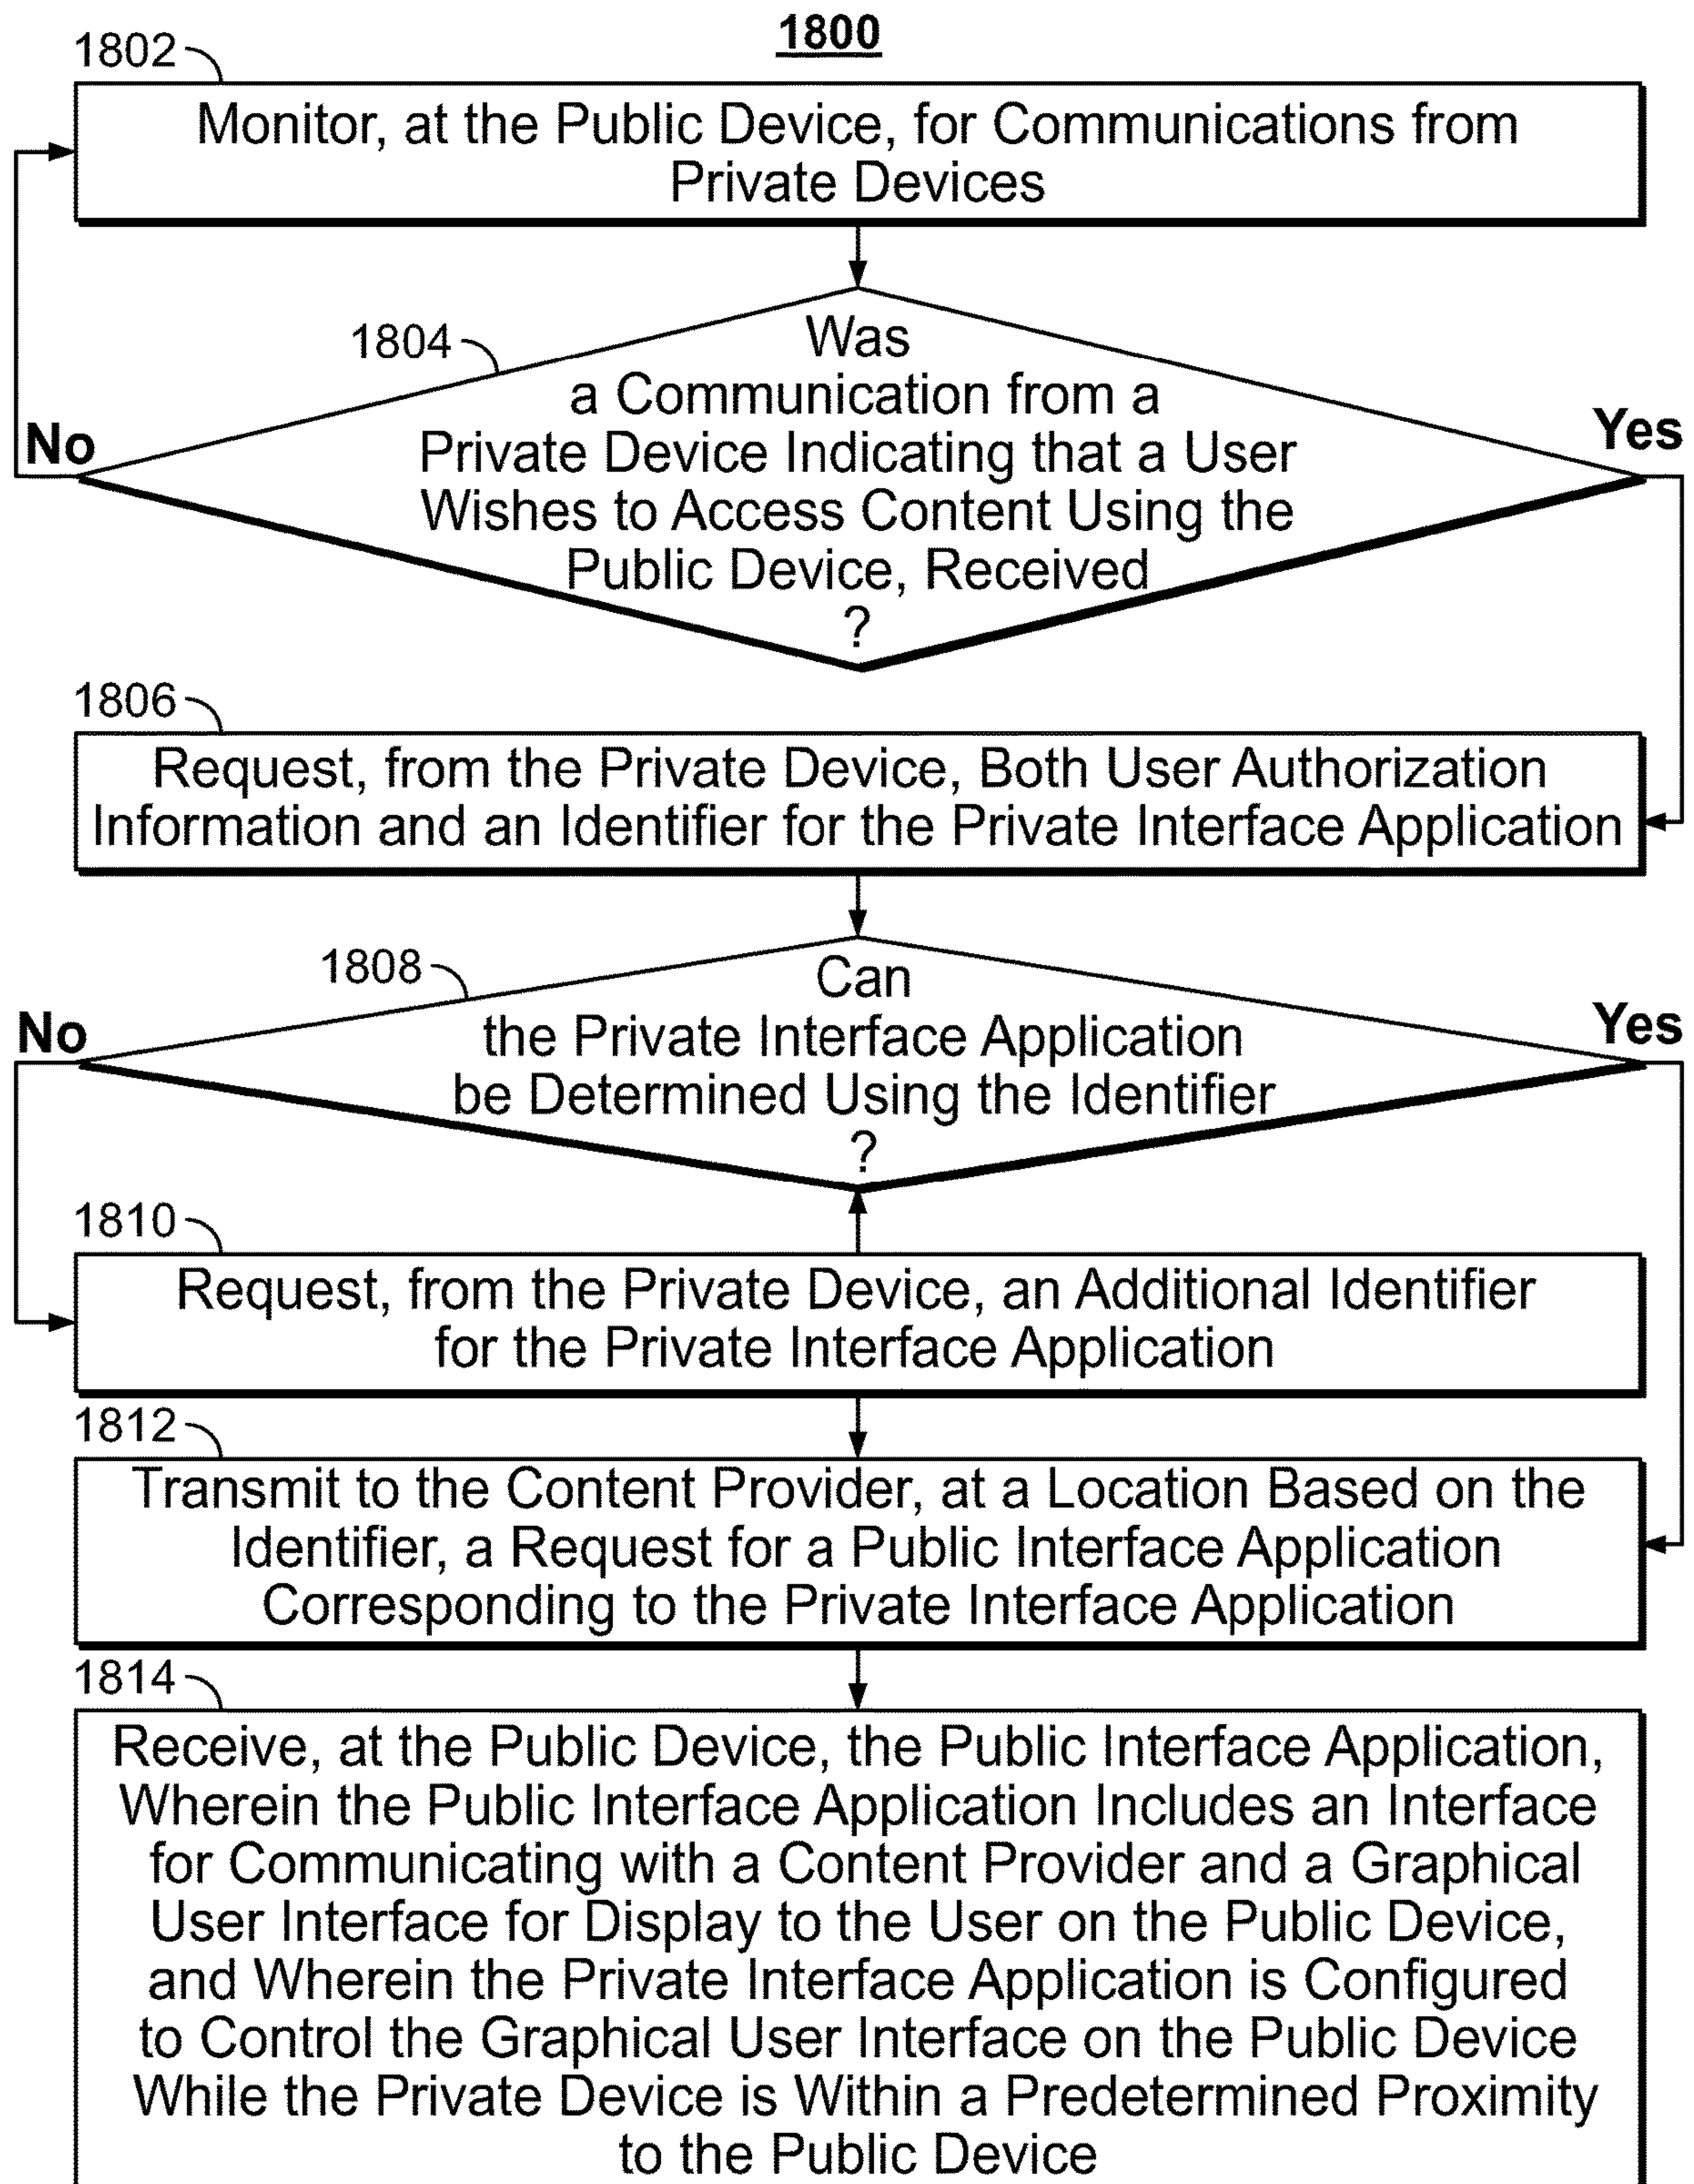 1800
1802
Monitor, at the Public Device, for Communications from
Private Devices
1804
Was
a Communication from a
Private Device Indicating that a User
Wishes to Access Content Using the
Public Device, Received
?
No
Yes
1806
Request, from the Private Device, Both User Authorization
Information and an Identifier for the Private Interface Application
1808
Can
the Private Interface Application
be Determined Using the Identifier
?
No
Yes
1810
Request, from the Private Device, an Additional Identifier
for the Private Interface Application
1812
Transmit to the Content Provider, at a Location Based on the
Identifier, a Request for a Public Interface Application
Corresponding to the Private Interface Application
1814
Receive, at the Public Device, the Public Interface Application,
Wherein the Public Interface Application Includes an Interface
for Communicating with a Content Provider and a Graphical
User Interface for Display to the User on the Public Device,
and Wherein the Private Interface Application is Configured
to Control the Graphical User Interface on the Public Device
While the Private Device is Within a Predetermined Proximity
to the Public Device